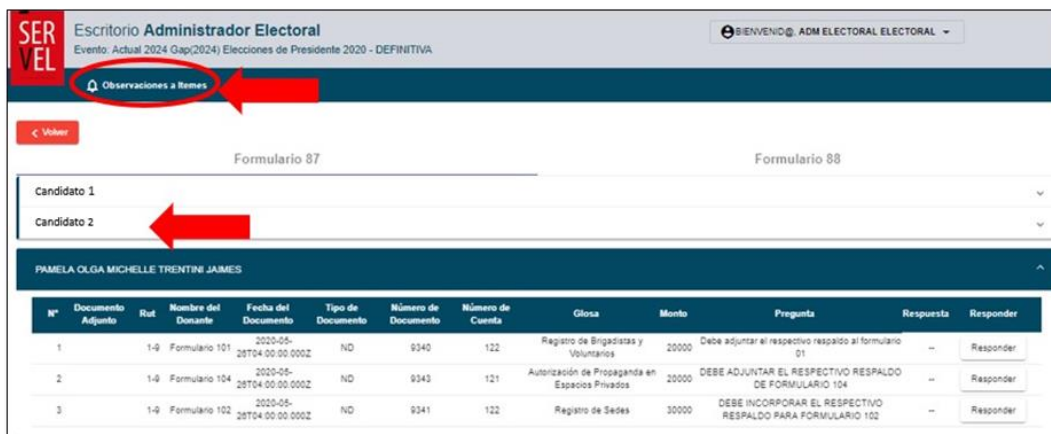 SER
VEL
Escritorio Administrador Electoral
BIENVENID@, ADM ELECTORAL ELECTORAL
Evento: Actual 2024 Gap(2024) Elecciones de Presidente 2020 - DEFINITIVA
Observaciones a Itemes
< Volver
Formulario 87 Formulario 88
Candidato 1
Candidato 2
PAMELA OLGA MICHELLE TRENTINI JAIMES
N° Documento Adjunto Rut Nombre del Donante Fecha del Documento Tipo de Documento Número de Documento Número de Cuenta Glosa Monto Pregunta Respuesta Responder
1 1-9 Formulario 101 2020-05-26T04:00:00.000Z ND 9340 122 Registro de Brigadistas y Voluntarios 20000 Debe adjuntar el respectivo respaldo al formulario 01 -- Responder
2 1-9 Formulario 104 2020-05-26T04:00:00.000Z ND 9343 121 Autorización de Propaganda en Espacios Privados 20000 DEBE ADJUNTAR EL RESPECTIVO RESPALDO DE FORMULARIO 104 -- Responder
3 1-9 Formulario 102 2020-05-26T04:00:00.000Z ND 9341 122 Registro de Sedes 30000 DEBE INCORPORAR EL RESPECTIVO RESPALDO PARA FORMULARIO 102 -- Responder